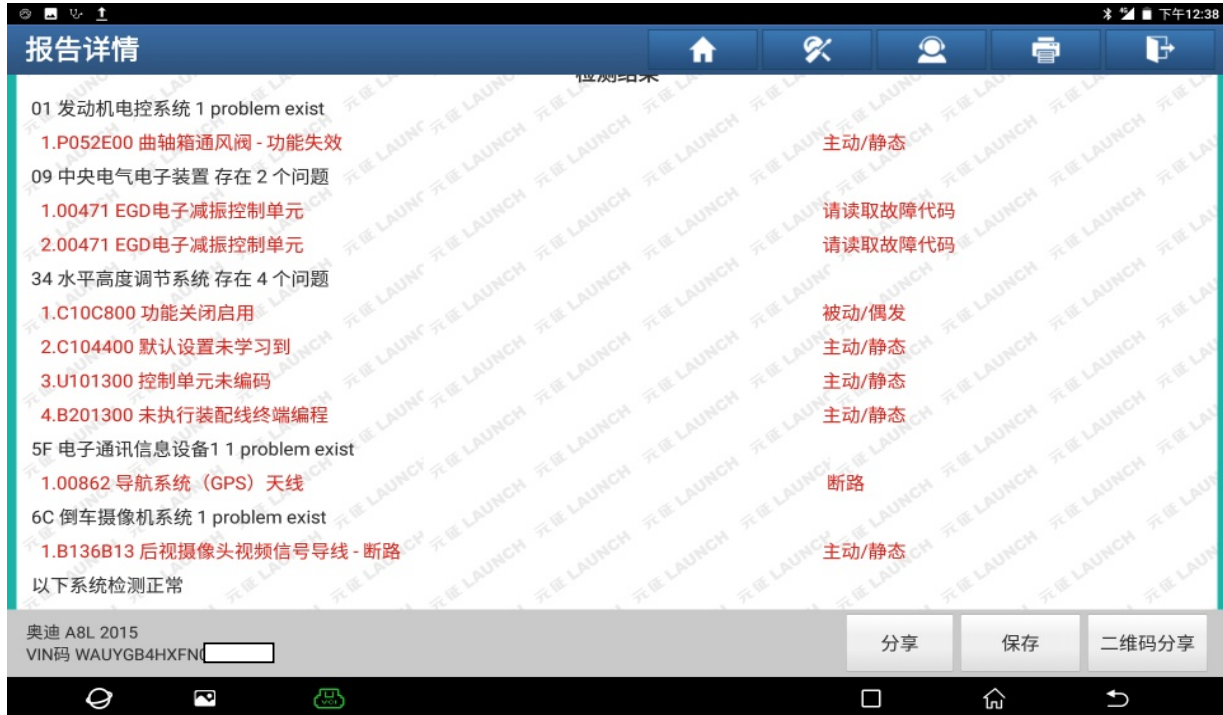 下午12:38
报告详情
检测结果
01 发动机电控系统 1 problem exist
1.P052E00 曲轴箱通风阀 - 功能失效 主动/静态
09 中央电气电子装置 存在 2 个问题
1.00471 EGD电子减振控制单元 请读取故障代码
2.00471 EGD电子减振控制单元 请读取故障代码
34 水平高度调节系统 存在 4 个问题
1.C10C800 功能关闭启用 被动/偶发
2.C104400 默认设置未学习到 主动/静态
3.U101300 控制单元未编码 主动/静态
4.B201300 未执行装配线终端编程 主动/静态
5F 电子通讯信息设备1 1 problem exist
1.00862 导航系统（GPS）天线 断路
6C 倒车摄像机系统 1 problem exist
1.B136B13 后视摄像头视频信号导线 - 断路 主动/静态
以下系统检测正常
奥迪 A8L 2015
VIN码 WAUYGB4HXFN
分享 保存 二维码分享
元征 LAUNCH